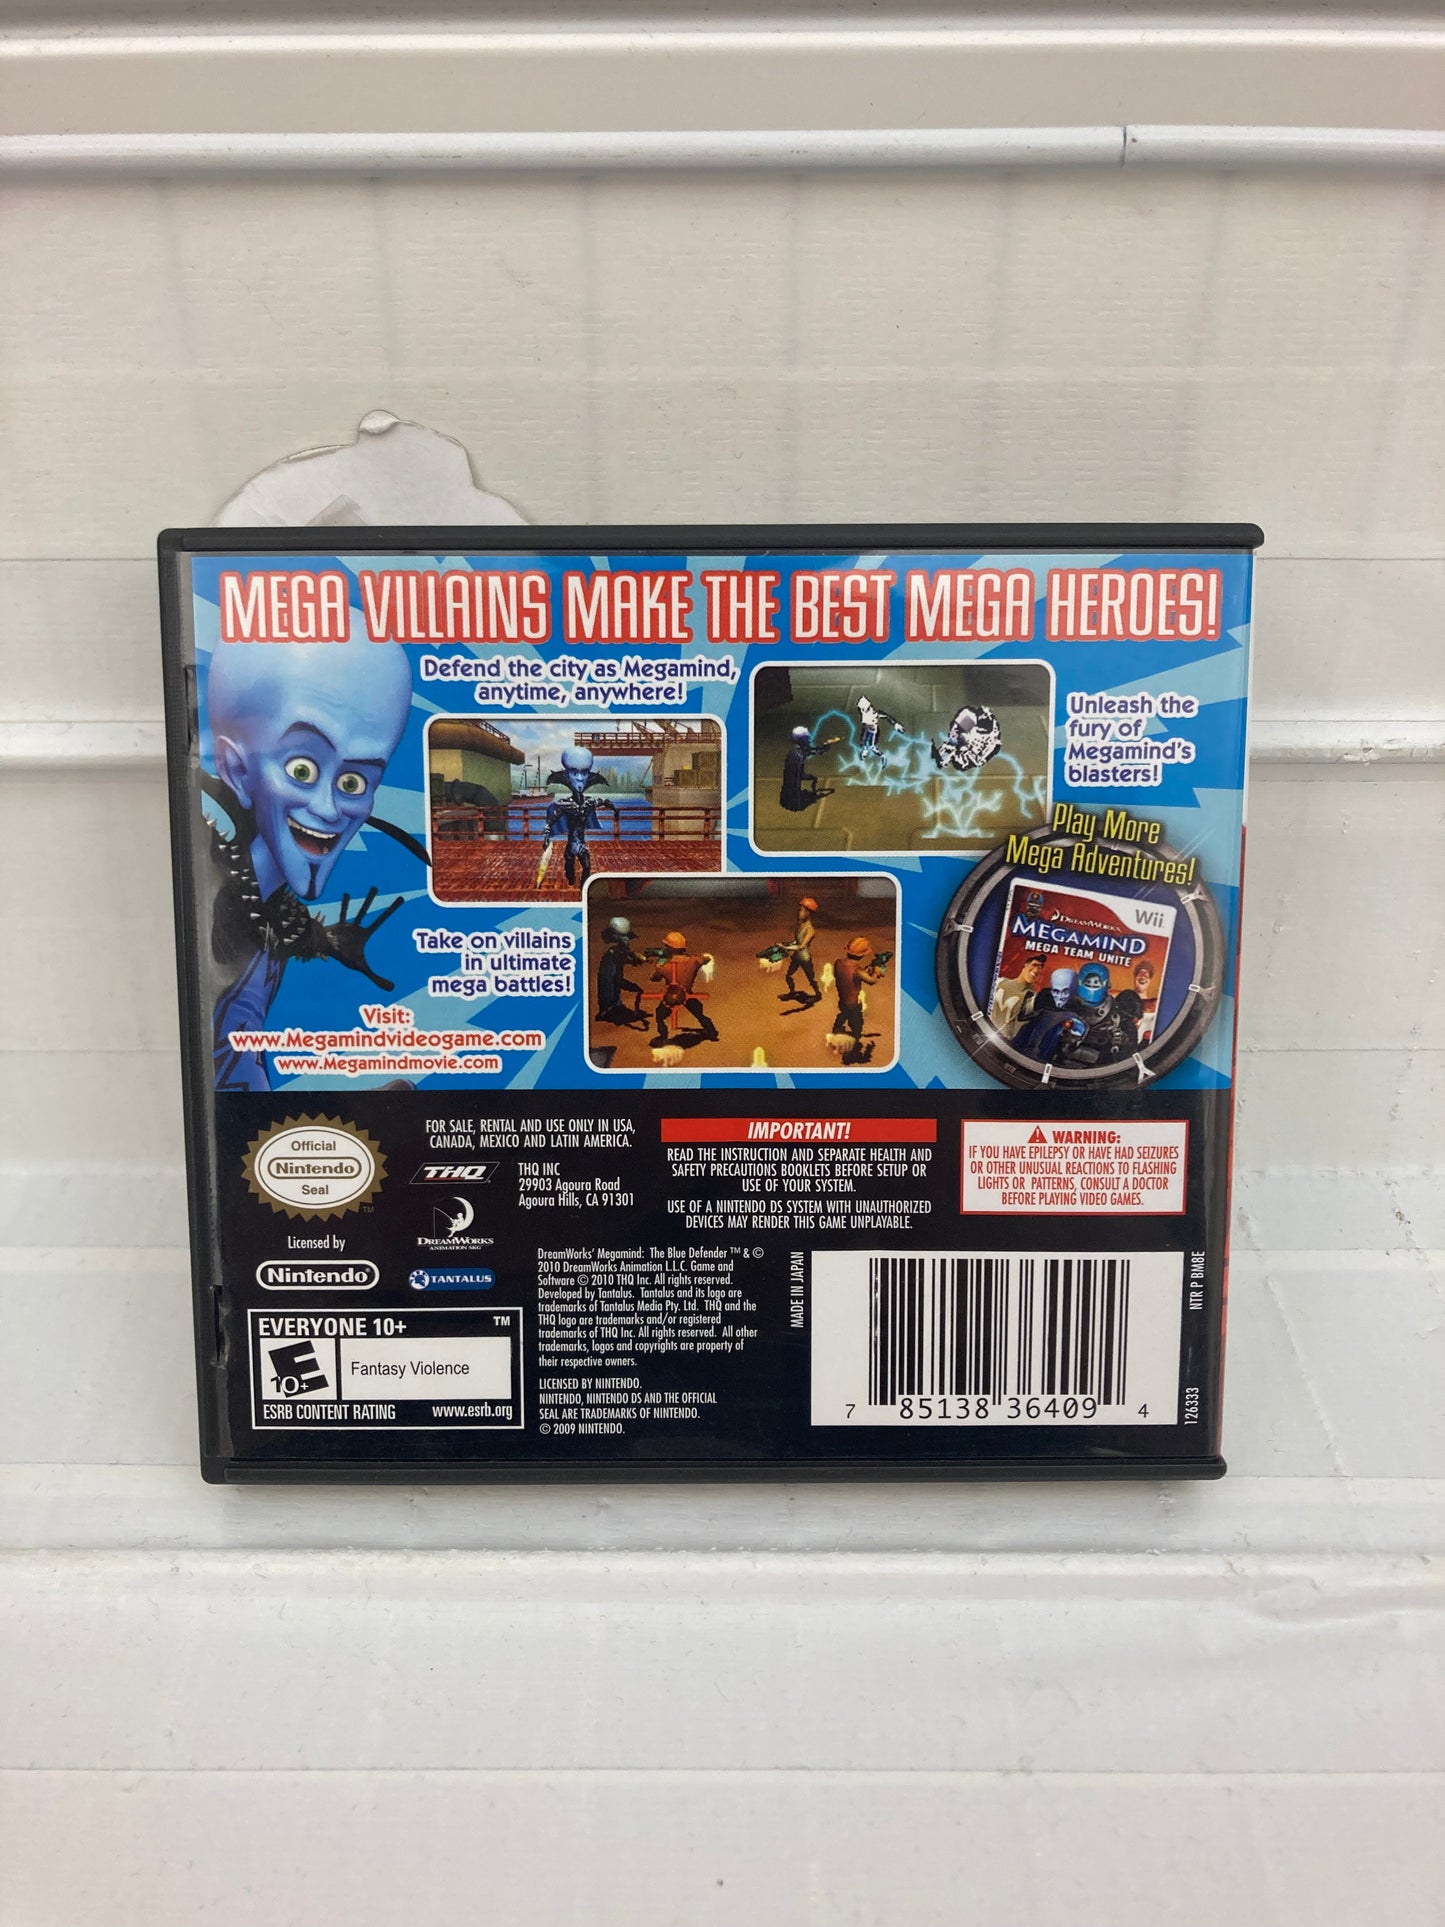 MEGA VILLAINS MAKE THE BEST MEGA HEROES!
Defend the city as Megamind,
anytime, anywhere!
Unleash the
fury of
Megamind's
blasters!
Play More
Mega Adventures!
Wii
DREAMWORKS
MEGAMIND
MEGA TEAM UNITE
Take on villains
in ultimate
mega battles!
Visit:
www.Megamindvideogame.com
www.Megamindmovie.com
Official
Nintendo
Seal
TM
Licensed by
Nintendo®
FOR SALE, RENTAL AND USE ONLY IN USA,
CANADA, MEXICO AND LATIN AMERICA.
THQ
THQ INC
29903 Agoura Road
Agoura Hills, CA 91301
DREAMWORKS
ANIMATION SKG
TANTALUS
IMPORTANT!
READ THE INSTRUCTION AND SEPARATE HEALTH AND
SAFETY PRECAUTIONS BOOKLETS BEFORE SETUP OR
USE OF YOUR SYSTEM.
USE OF A NINTENDO DS SYSTEM WITH UNAUTHORIZED
DEVICES MAY RENDER THIS GAME UNPLAYABLE.
WARNING:
IF YOU HAVE EPILEPSY OR HAVE HAD SEIZURES
OR OTHER UNUSUAL REACTIONS TO FLASHING
LIGHTS OR PATTERNS, CONSULT A DOCTOR
BEFORE PLAYING VIDEO GAMES.
EVERYONE 10+ TM
E
10+
Fantasy Violence
ESRB CONTENT RATING www.esrb.org
DreamWorks' Megamind: The Blue Defender ™ & ©
2010 DreamWorks Animation L.L.C. Game and
Software © 2010 THQ Inc. All rights reserved.
Developed by Tantalus. Tantalus and its logo are
trademarks of Tantalus Media Pty. Ltd. THQ and the
THQ logo are trademarks and/or registered
trademarks of THQ Inc. All rights reserved. All other
trademarks, logos and copyrights are property of
their respective owners.
LICENSED BY NINTENDO.
NINTENDO, NINTENDO DS AND THE OFFICIAL
SEAL ARE TRADEMARKS OF NINTENDO.
© 2009 NINTENDO.
MADE IN JAPAN
7 85138 36409 4
NTR P BM8E
126333